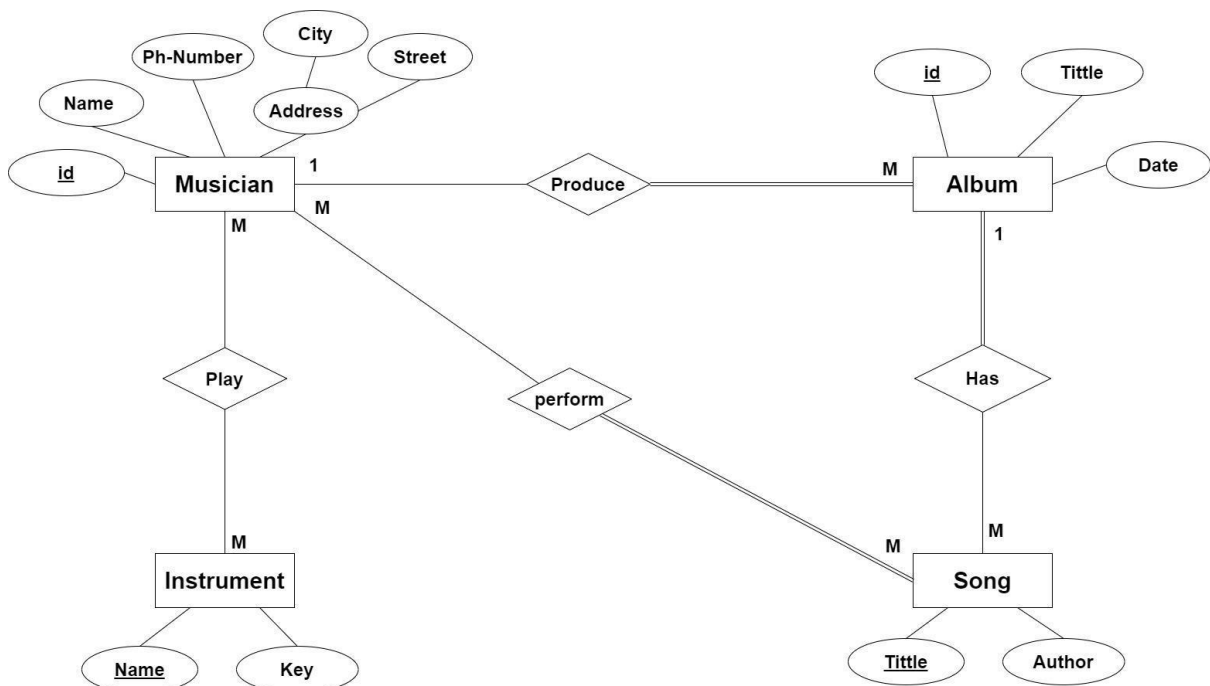 City
Ph-Number
Street
Name
Address
id
Musician
1
M
M
Produce
M
id
Tittle
Date
Album
1
Play
perform
Has
M
M
M
Instrument
Song
Name
Key
Tittle
Author